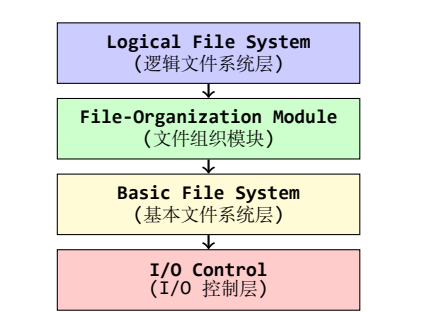 Logical File System
(逻辑文件系统层)
File-Organization Module
(文件组织模块)
Basic File System
(基本文件系统层)
I/O Control
(I/O 控制层)